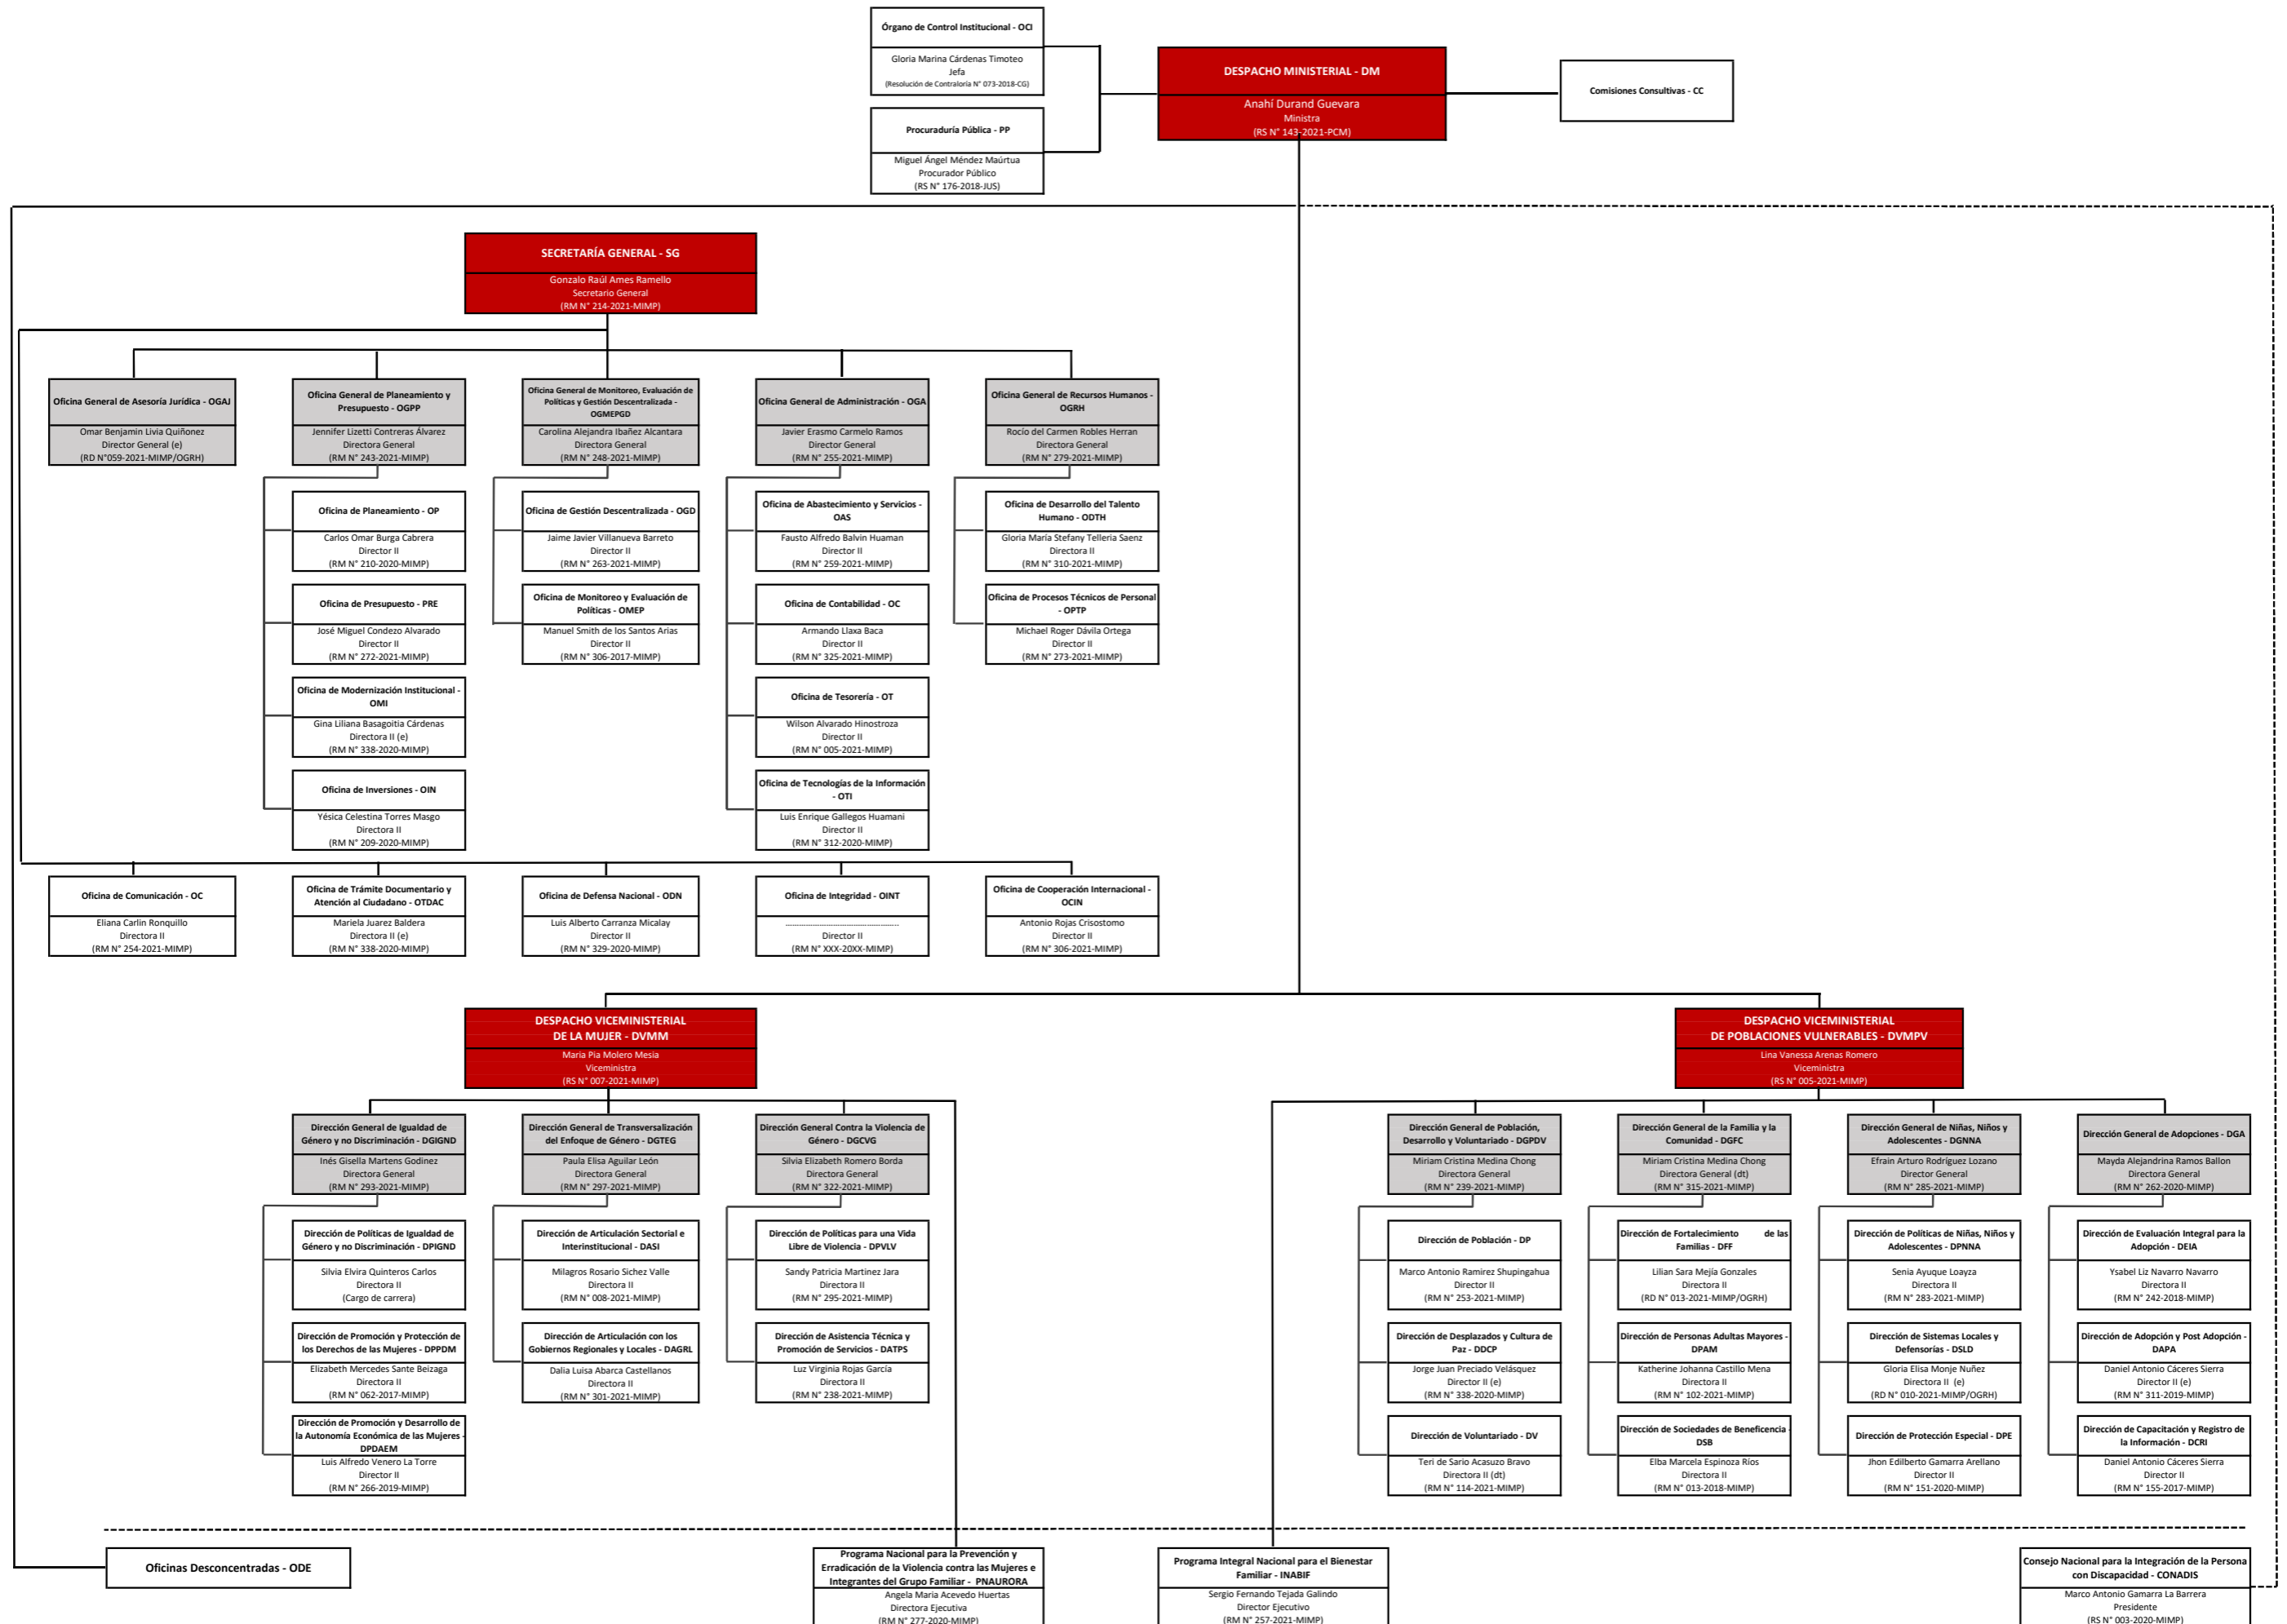 Órgano de Control Institucional - OCI
Gloria Marina Cárdenas Timoteo
Jefa
(Resolución de Contraloría N° 073-2018-CG)
DESPACHO MINISTERIAL - DM
Anahí Durand Guevara
Ministra
(RS N° 143-2021-PCM)
Comisiones Consultivas - CC
Procuraduría Pública - PP
Miguel Ángel Méndez Maúrtua
Procurador Público
(RS N° 176-2018-JUS)
SECRETARÍA GENERAL - SG
Gonzalo Raúl Ames Ramello
Secretario General
(RM N° 214-2021-MIMP)
Oficina General de Asesoría Jurídica - OGAJ
Omar Benjamin Livia Quiñonez
Director General (e)
(RD N°059-2021-MIMP/OGRH)
Oficina General de Planeamiento y
Presupuesto - OGPP
Jennifer Lizetti Contreras Álvarez
Directora General
(RM N° 243-2021-MIMP)
Oficina General de Monitoreo, Evaluación de
Políticas y Gestión Descentralizada -
OGMEPGD
Carolina Alejandra Ibañez Alcantara
Directora General
(RM N° 248-2021-MIMP)
Oficina General de Administración - OGA
Javier Erasmo Carmelo Ramos
Director General
(RM N° 255-2021-MIMP)
Oficina General de Recursos Humanos -
OGRH
Rocío del Carmen Robles Herran
Directora General
(RM N° 279-2021-MIMP)
Oficina de Planeamiento - OP
Carlos Omar Burga Cabrera
Director II
(RM N° 210-2020-MIMP)
Oficina de Gestión Descentralizada - OGD
Jaime Javier Villanueva Barreto
Director II
(RM N° 263-2021-MIMP)
Oficina de Abastecimiento y Servicios -
OAS
Fausto Alfredo Balvin Huaman
Director II
(RM N° 259-2021-MIMP)
Oficina de Desarrollo del Talento
Humano - ODTH
Gloria María Stefany Telleria Saenz
Directora II
(RM N° 310-2021-MIMP)
Oficina de Presupuesto - PRE
José Miguel Condezo Alvarado
Director II
(RM N° 272-2021-MIMP)
Oficina de Monitoreo y Evaluación de
Políticas - OMEP
Manuel Smith de los Santos Arias
Director II
(RM N° 306-2017-MIMP)
Oficina de Contabilidad - OC
Armando Llaxa Baca
Director II
(RM N° 325-2021-MIMP)
Oficina de Procesos Técnicos de Personal
- OPTP
Michael Roger Dávila Ortega
Director II
(RM N° 273-2021-MIMP)
Oficina de Modernización Institucional -
OMI
Gina Liliana Basagoitia Cárdenas
Directora II (e)
(RM N° 338-2020-MIMP)
Oficina de Tesorería - OT
Wilson Alvarado Hinostroza
Director II
(RM N° 005-2021-MIMP)
Oficina de Inversiones - OIN
Yésica Celestina Torres Masgo
Directora II
(RM N° 209-2020-MIMP)
Oficina de Tecnologías de la Información
- OTI
Luis Enrique Gallegos Huamani
Director II
(RM N° 312-2020-MIMP)
Oficina de Comunicación - OC
Eliana Carlin Ronquillo
Directora II
(RM N° 254-2021-MIMP)
Oficina de Trámite Documentario y
Atención al Ciudadano - OTDAC
Mariela Juarez Baldera
Directora II (e)
(RM N° 338-2020-MIMP)
Oficina de Defensa Nacional - ODN
Luis Alberto Carranza Micalay
Director II
(RM N° 329-2020-MIMP)
Oficina de Integridad - OINT
................................................
Director II
(RM N° XXX-20XX-MIMP)
Oficina de Cooperación Internacional -
OCIN
Antonio Rojas Crisostomo
Director II
(RM N° 306-2021-MIMP)
DESPACHO VICEMINISTERIAL
DE LA MUJER - DVMM
Maria Pia Molero Mesia
Viceministra
(RS N° 007-2021-MIMP)
DESPACHO VICEMINISTERIAL
DE POBLACIONES VULNERABLES - DVMPV
Lina Vanessa Arenas Romero
Viceministra
(RS N° 005-2021-MIMP)
Dirección General de Igualdad de
Género y no Discriminación - DGIGND
Inés Gisella Martens Godinez
Directora General
(RM N° 293-2021-MIMP)
Dirección General de Transversalización
del Enfoque de Género - DGTEG
Paula Elisa Aguilar León
Directora General
(RM N° 297-2021-MIMP)
Dirección General Contra la Violencia de
Género - DGCVG
Silvia Elizabeth Romero Borda
Directora General
(RM N° 322-2021-MIMP)
Dirección General de Población,
Desarrollo y Voluntariado - DGPDV
Miriam Cristina Medina Chong
Directora General
(RM N° 239-2021-MIMP)
Dirección General de la Familia y la
Comunidad - DGFC
Miriam Cristina Medina Chong
Directora General (dt)
(RM N° 315-2021-MIMP)
Dirección General de Niñas, Niños y
Adolescentes - DGNNA
Efrain Arturo Rodríguez Lozano
Director General
(RM N° 285-2021-MIMP)
Dirección General de Adopciones - DGA
Mayda Alejandrina Ramos Ballon
Directora General
(RM N° 262-2020-MIMP)
Dirección de Políticas de Igualdad de
Género y no Discriminación - DPIGND
Silvia Elvira Quinteros Carlos
Directora II
(Cargo de carrera)
Dirección de Articulación Sectorial e
Interinstitucional - DASI
Milagros Rosario Sichez Valle
Directora II
(RM N° 008-2021-MIMP)
Dirección de Políticas para una Vida
Libre de Violencia - DPVLV
Sandy Patricia Martinez Jara
Directora II
(RM N° 295-2021-MIMP)
Dirección de Población - DP
Marco Antonio Ramirez Shupingahua
Director II
(RM N° 253-2021-MIMP)
Dirección de Fortalecimiento de las
Familias - DFF
Lilian Sara Mejía Gonzales
Directora II
(RD N° 013-2021-MIMP/OGRH)
Dirección de Políticas de Niñas, Niños y
Adolescentes - DPNNA
Senia Ayuque Loayza
Directora II
(RM N° 283-2021-MIMP)
Dirección de Evaluación Integral para la
Adopción - DEIA
Ysabel Liz Navarro Navarro
Directora II
(RM N° 242-2018-MIMP)
Dirección de Promoción y Protección de
los Derechos de las Mujeres - DPPDM
Elizabeth Mercedes Sante Beizaga
Directora II
(RM N° 062-2017-MIMP)
Dirección de Articulación con los
Gobiernos Regionales y Locales - DAGRL
Dalia Luisa Abarca Castellanos
Directora II
(RM N° 301-2021-MIMP)
Dirección de Asistencia Técnica y
Promoción de Servicios - DATPS
Luz Virginia Rojas García
Directora II
(RM N° 238-2021-MIMP)
Dirección de Desplazados y Cultura de
Paz - DDCP
Jorge Juan Preciado Velásquez
Director II (e)
(RM N° 338-2020-MIMP)
Dirección de Personas Adultas Mayores -
DPAM
Katherine Johanna Castillo Mena
Directora II
(RM N° 102-2021-MIMP)
Dirección de Sistemas Locales y
Defensorías - DSLD
Gloria Elisa Monje Nuñez
Directora II (e)
(RD N° 010-2021-MIMP/OGRH)
Dirección de Adopción y Post Adopción -
DAPA
Daniel Antonio Cáceres Sierra
Director II (e)
(RM N° 311-2019-MIMP)
Dirección de Promoción y Desarrollo de
la Autonomía Económica de las Mujeres -
DPDAEM
Luis Alfredo Venero La Torre
Director II
(RM N° 266-2019-MIMP)
Dirección de Voluntariado - DV
Teri de Sario Acasuzo Bravo
Directora II (dt)
(RM N° 114-2021-MIMP)
Dirección de Sociedades de Beneficencia -
DSB
Elba Marcela Espinoza Ríos
Directora II
(RM N° 013-2018-MIMP)
Dirección de Protección Especial - DPE
Jhon Edilberto Gamarra Arellano
Director II
(RM N° 151-2020-MIMP)
Dirección de Capacitación y Registro de
la Información - DCRI
Daniel Antonio Cáceres Sierra
Director II
(RM N° 155-2017-MIMP)
Oficinas Desconcentradas - ODE
Programa Nacional para la Prevención y
Erradicación de la Violencia contra las Mujeres e
Integrantes del Grupo Familiar - PNAURORA
Angela Maria Acevedo Huertas
Directora Ejecutiva
(RM N° 277-2020-MIMP)
Programa Integral Nacional para el Bienestar
Familiar - INABIF
Sergio Fernando Tejada Galindo
Director Ejecutivo
(RM N° 257-2021-MIMP)
Consejo Nacional para la Integración de la Persona
con Discapacidad - CONADIS
Marco Antonio Gamarra La Barrera
Presidente
(RS N° 003-2020-MIMP)